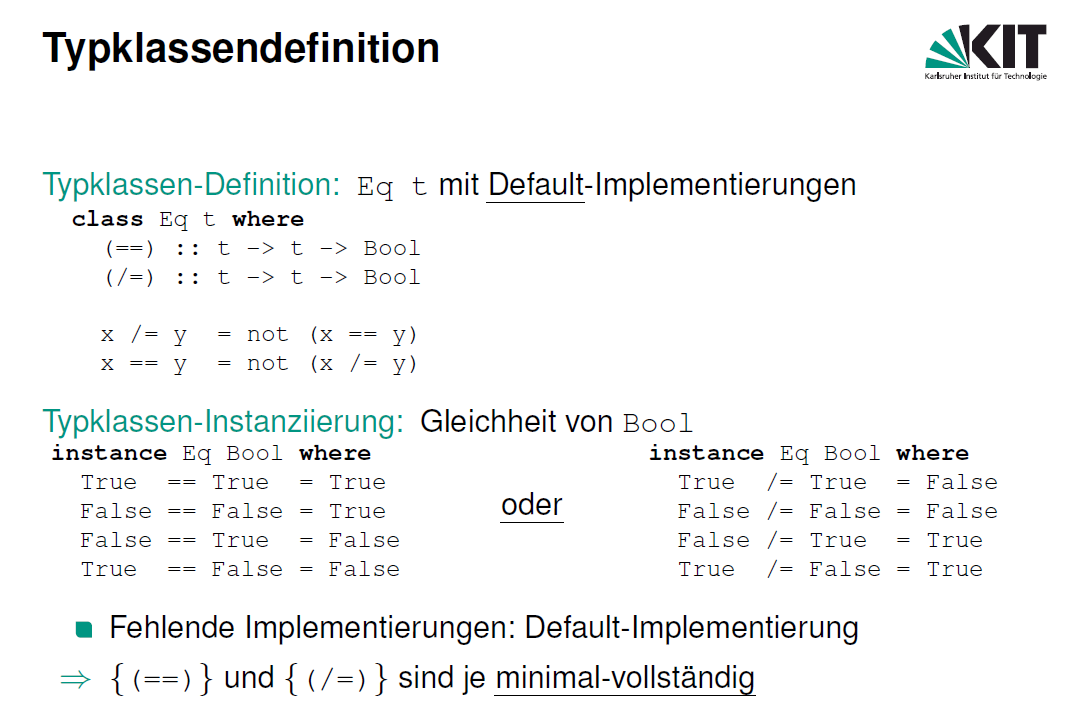 Typklassendefinition
KIT
Karlsruher Institut für Technologie
Typklassen-Definition: Eq t mit Default-Implementierungen
class Eq t where
(==) :: t -> t -> Bool
(/=) :: t -> t -> Bool
x /= y = not (x == y)
x == y = not (x /= y)
Typklassen-Instanziierung: Gleichheit von Bool
instance Eq Bool where
True == True = True
False == False = True
False == True = False
True == False = False
oder
instance Eq Bool where
True /= True = False
False /= False = False
False /= True = True
True /= False = True
Fehlende Implementierungen: Default-Implementierung
⇒ {(==)} und {(/=)} sind je minimal-vollständig